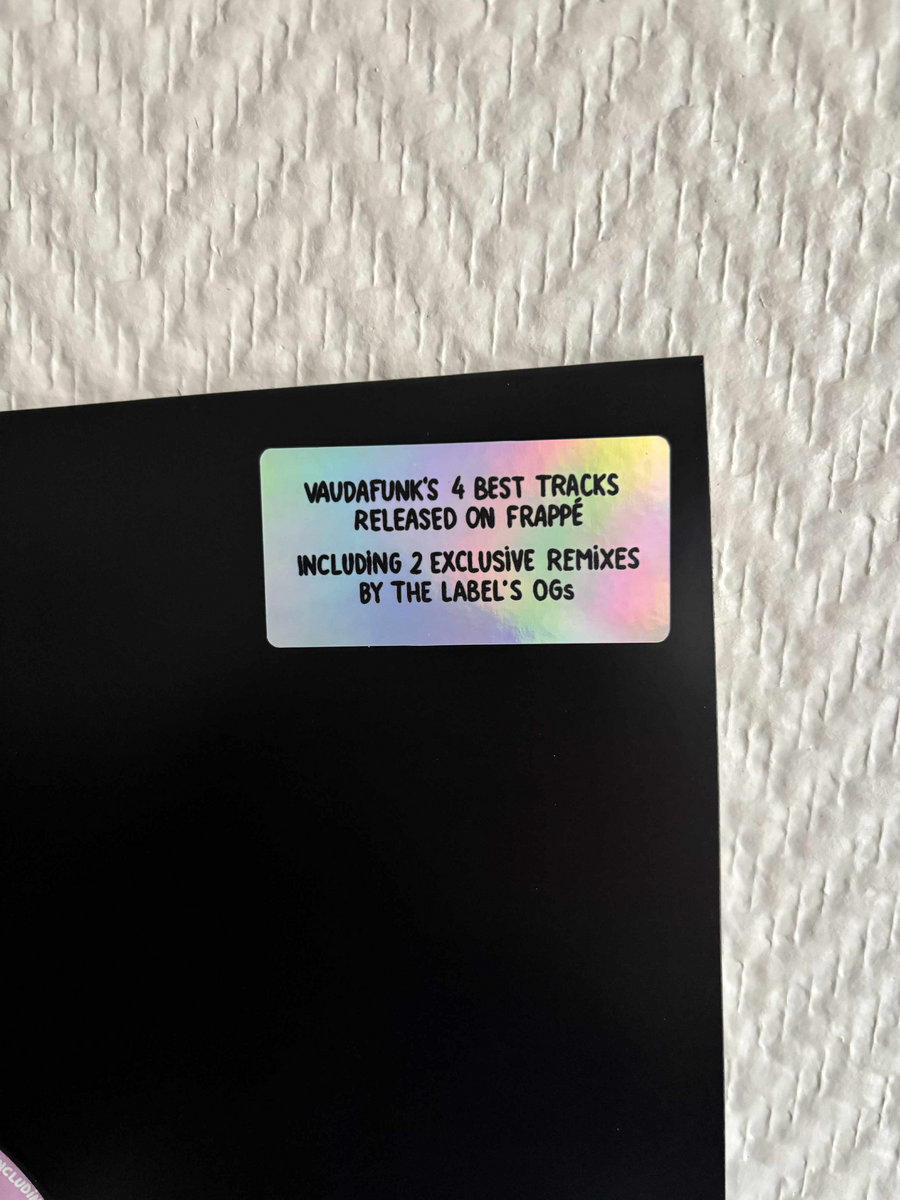 VAUDAFUNK'S 4 BEST TRACKS
RELEASED ON FRAPPÉ
INCLUDING 2 EXCLUSIVE REMIXES
BY THE LABEL'S OGs